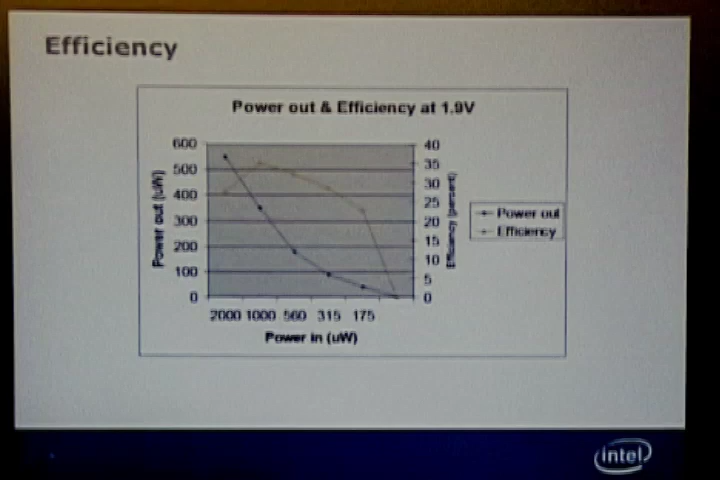 Efficiency
Power out & Efficiency at 1.9V
600
500
400
300
200
100
0
Power out (uW)
40
35
30
25
20
15
10
5
0
Efficiency (percent)
Power out
Efficiency
2000 1000 560 315 175
Power in (uW)
intel